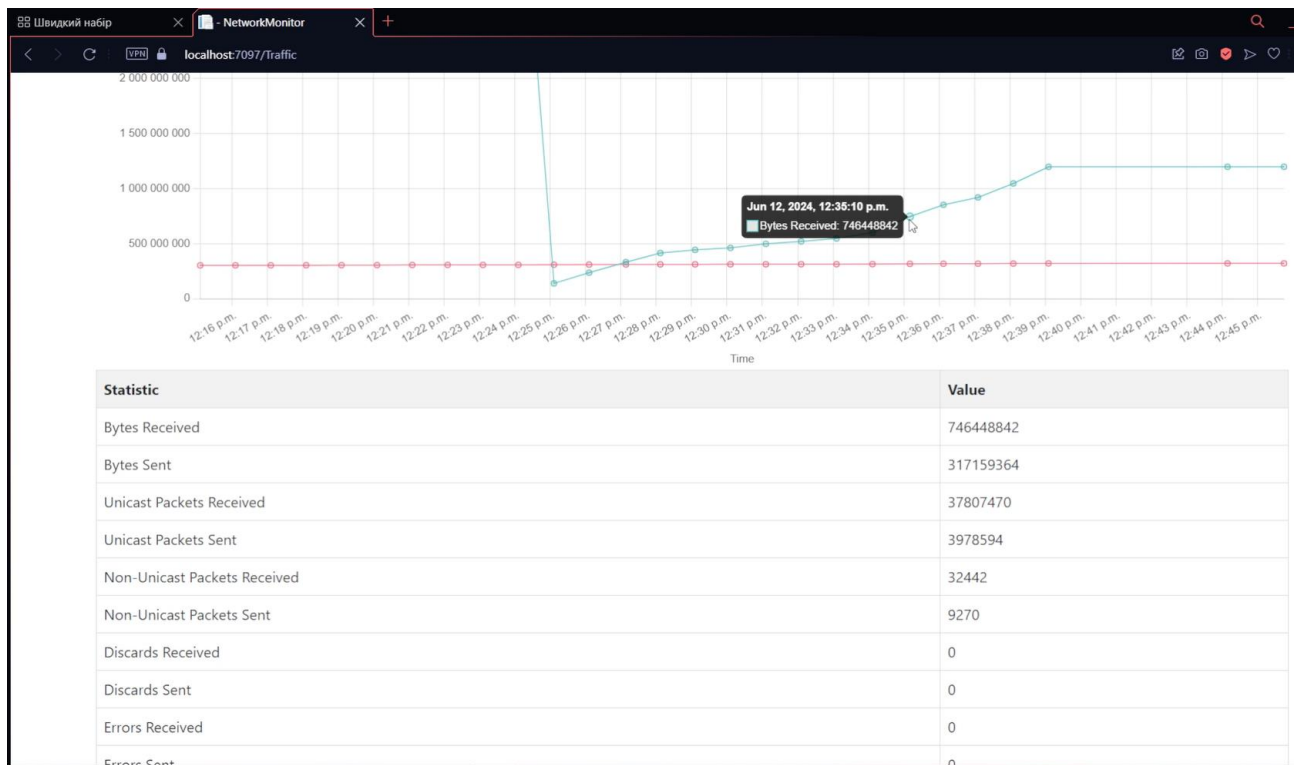 Швидкий набір
- NetworkMonitor
VPN
localhost:7097/Traffic
2 000 000 000
1 500 000 000
1 000 000 000
500 000 000
0
Jun 12, 2024, 12:35:10 p.m.
Bytes Received: 746448842
12:16 p.m. 12:17 p.m. 12:18 p.m. 12:19 p.m. 12:20 p.m. 12:21 p.m. 12:22 p.m. 12:23 p.m. 12:24 p.m. 12:25 p.m. 12:26 p.m. 12:27 p.m. 12:28 p.m. 12:29 p.m. 12:30 p.m. 12:31 p.m. 12:32 p.m. 12:33 p.m. 12:34 p.m. 12:35 p.m. 12:36 p.m. 12:37 p.m. 12:38 p.m. 12:39 p.m. 12:40 p.m. 12:41 p.m. 12:42 p.m. 12:43 p.m. 12:44 p.m. 12:45 p.m.
Time
Statistic Value
Bytes Received 746448842
Bytes Sent 317159364
Unicast Packets Received 37807470
Unicast Packets Sent 3978594
Non-Unicast Packets Received 32442
Non-Unicast Packets Sent 9270
Discards Received 0
Discards Sent 0
Errors Received 0
Errors Sent 0